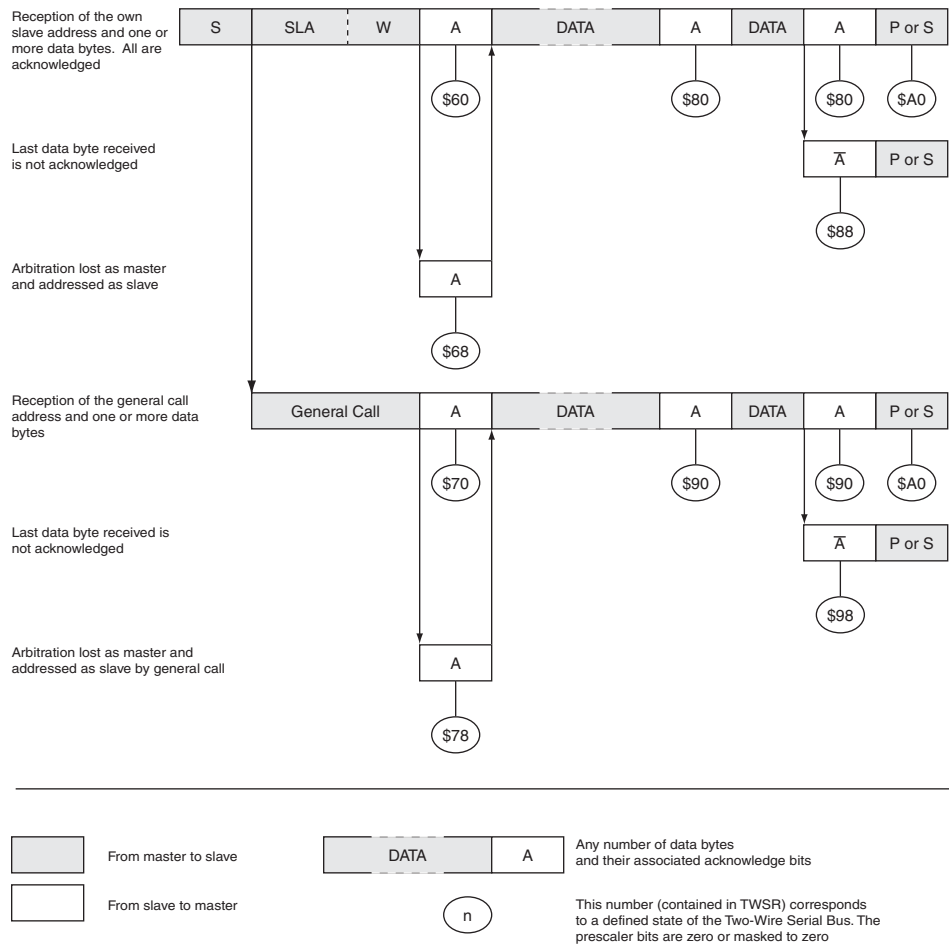 Reception of the own
slave address and one or
more data bytes. All are
acknowledged
S SLA W A DATA A DATA A P or S
$60 $80 $80 $A0
Last data byte received
is not acknowledged
A̅ P or S
$88
Arbitration lost as master
and addressed as slave
A
$68
Reception of the general call
address and one or more data
bytes
General Call A DATA A DATA A P or S
$70 $90 $90 $A0
Last data byte received is
not acknowledged
A̅ P or S
$98
Arbitration lost as master and
addressed as slave by general call
A
$78
From master to slave
DATA A
Any number of data bytes
and their associated acknowledge bits
From slave to master
n
This number (contained in TWSR) corresponds
to a defined state of the Two-Wire Serial Bus. The
prescaler bits are zero or masked to zero